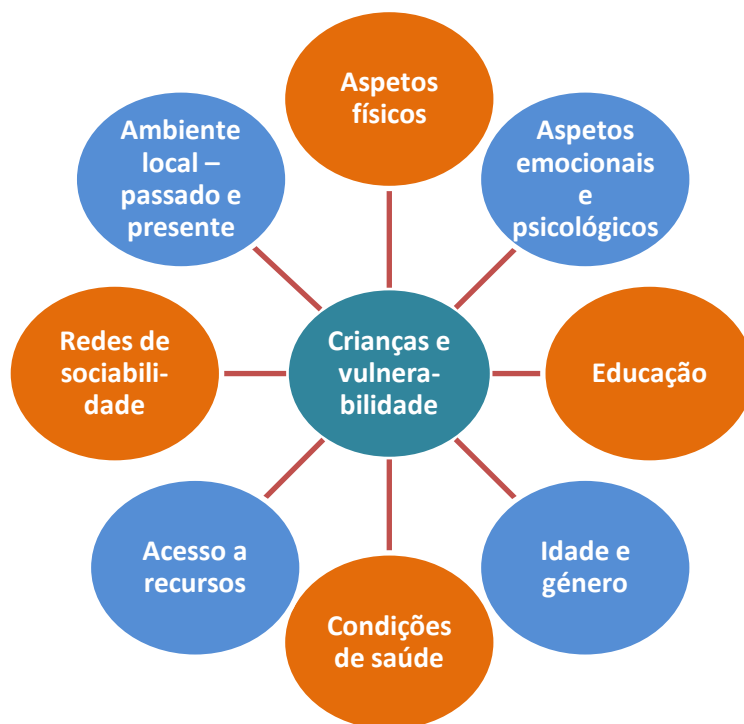 Aspetos
físicos
Aspetos
emocionais
e
psicológicos
Educação
Idade e
género
Condições
de saúde
Acesso a
recursos
Redes de
sociabili-
dade
Ambiente
local –
passado e
presente
Crianças e
vulnera-
bilidade